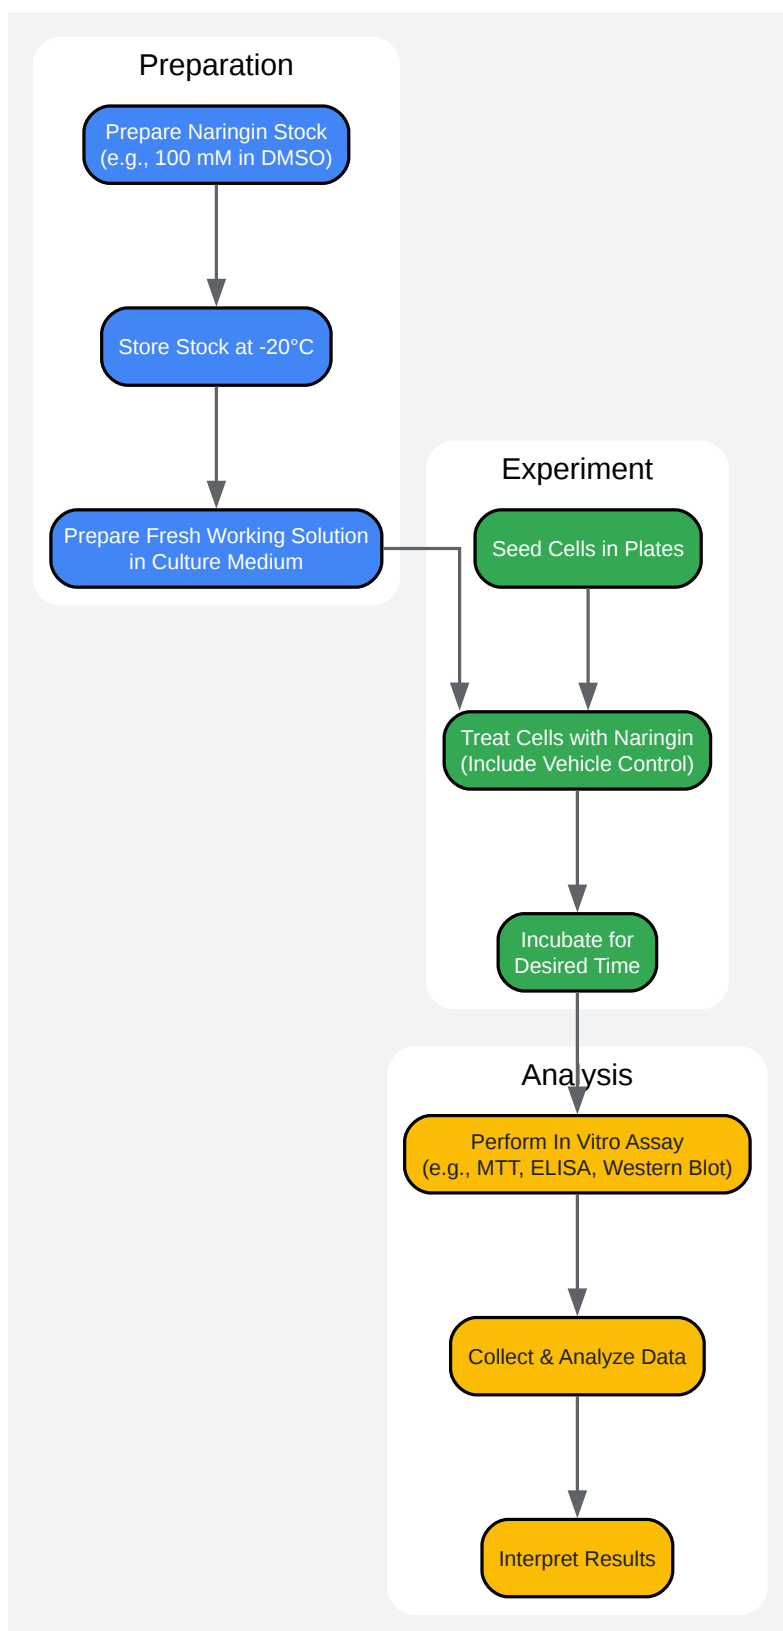 Preparation
Prepare Naringin Stock
(e.g., 100 mM in DMSO)
Store Stock at -20°C
Prepare Fresh Working Solution
in Culture Medium
Experiment
Seed Cells in Plates
Treat Cells with Naringin
(Include Vehicle Control)
Incubate for
Desired Time
Analysis
Perform In Vitro Assay
(e.g., MTT, ELISA, Western Blot)
Collect & Analyze Data
Interpret Results